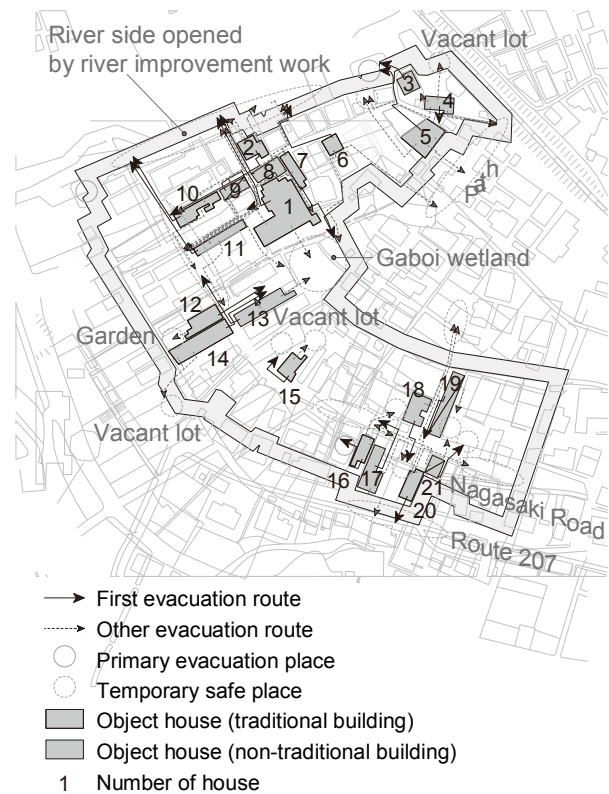 River side opened
by river improvement work
Vacant lot
3
4
5
2
6
7
8
9
10
1
11
Path
Gaboi wetland
12
13
Vacant lot
Garden
14
15
Vacant lot
18
19
16
17
21
20
Nagasaki Road
Route 207
First evacuation route
Other evacuation route
Primary evacuation place
Temporary safe place
Object house (traditional building)
Object house (non-traditional building)
1 Number of house